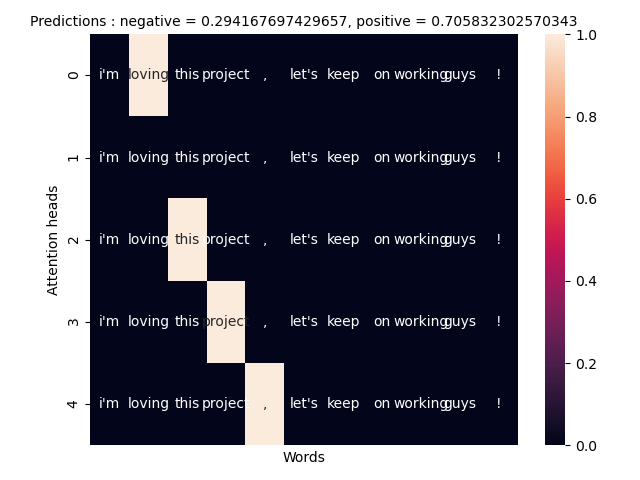 Predictions : negative = 0.294167697429657, positive = 0.705832302570343
0 i'm loving this project , let's keep on working guys !
1 i'm loving this project , let's keep on working guys !
2 i'm loving this project , let's keep on working guys !
3 i'm loving this project , let's keep on working guys !
4 i'm loving this project , let's keep on working guys !
Attention heads
Words
1.0
0.8
0.6
0.4
0.2
0.0